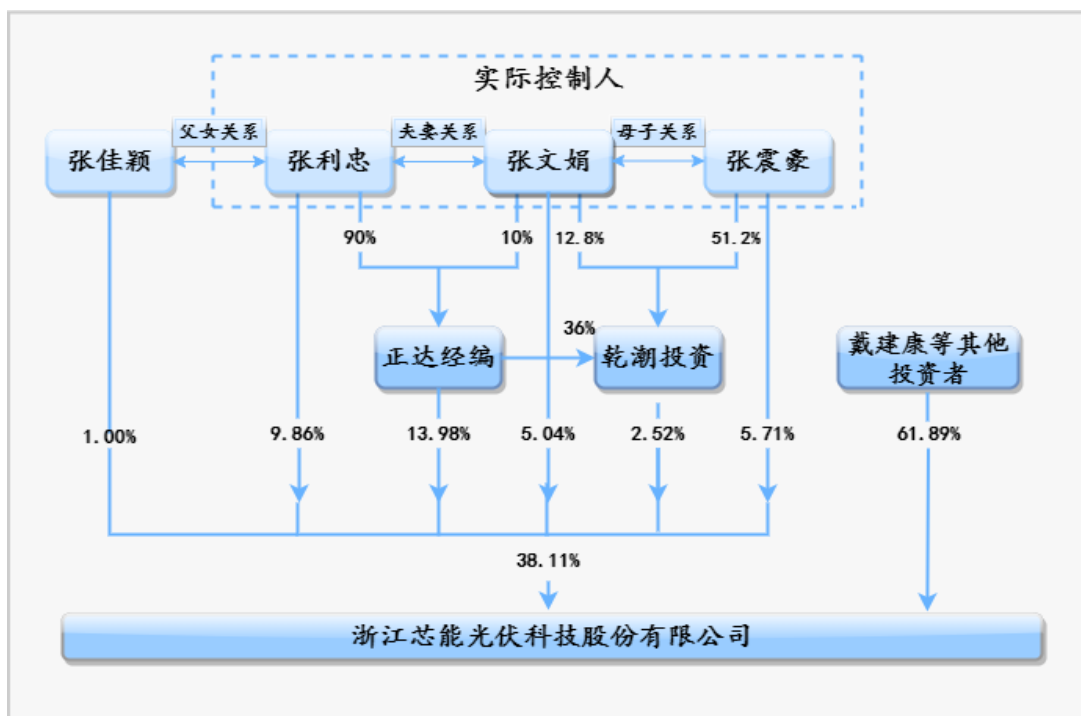 实际控制人
父女关系
夫妻关系
母子关系
张佳颖
张利忠
张文娟
张震豪
90%
10%
12.8%
51.2%
36%
正达经编
乾潮投资
戴建康等其他
投资者
1.00%
9.86%
13.98%
5.04%
2.52%
5.71%
61.89%
38.11%
浙江芯能光伏科技股份有限公司